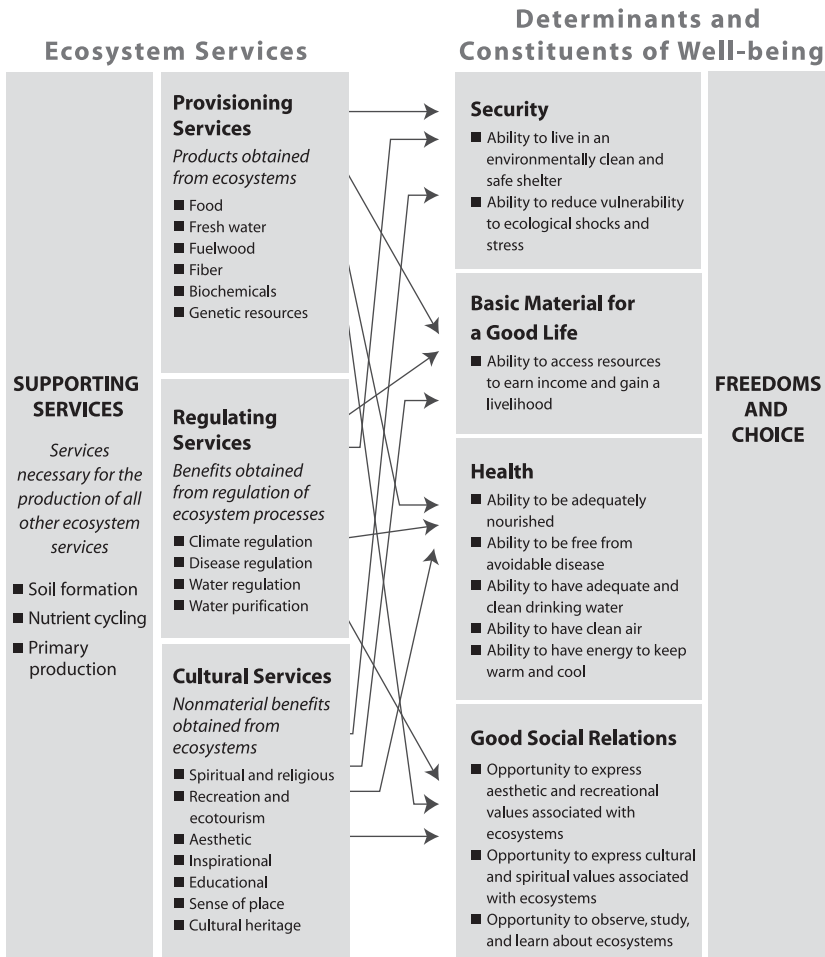 Ecosystem Services
Determinants and
Constituents of Well-being
SUPPORTING
SERVICES
Services
necessary for the
production of all
other ecosystem
services
■ Soil formation
■ Nutrient cycling
■ Primary
production
Provisioning
Services
Products obtained
from ecosystems
■ Food
■ Fresh water
■ Fuelwood
■ Fiber
■ Biochemicals
■ Genetic resources
Regulating
Services
Benefits obtained
from regulation of
ecosystem processes
■ Climate regulation
■ Disease regulation
■ Water regulation
■ Water purification
Cultural Services
Nonmaterial benefits
obtained from
ecosystems
■ Spiritual and religious
■ Recreation and
ecotourism
■ Aesthetic
■ Inspirational
■ Educational
■ Sense of place
■ Cultural heritage
Security
■ Ability to live in an
environmentally clean and
safe shelter
■ Ability to reduce vulnerability
to ecological shocks and
stress
Basic Material for
a Good Life
■ Ability to access resources
to earn income and gain a
livelihood
Health
■ Ability to be adequately
nourished
■ Ability to be free from
avoidable disease
■ Ability to have adequate and
clean drinking water
■ Ability to have clean air
■ Ability to have energy to keep
warm and cool
Good Social Relations
■ Opportunity to express
aesthetic and recreational
values associated with
ecosystems
■ Opportunity to express cultural
and spiritual values associated
with ecosystems
■ Opportunity to observe, study,
and learn about ecosystems
FREEDOMS
AND
CHOICE